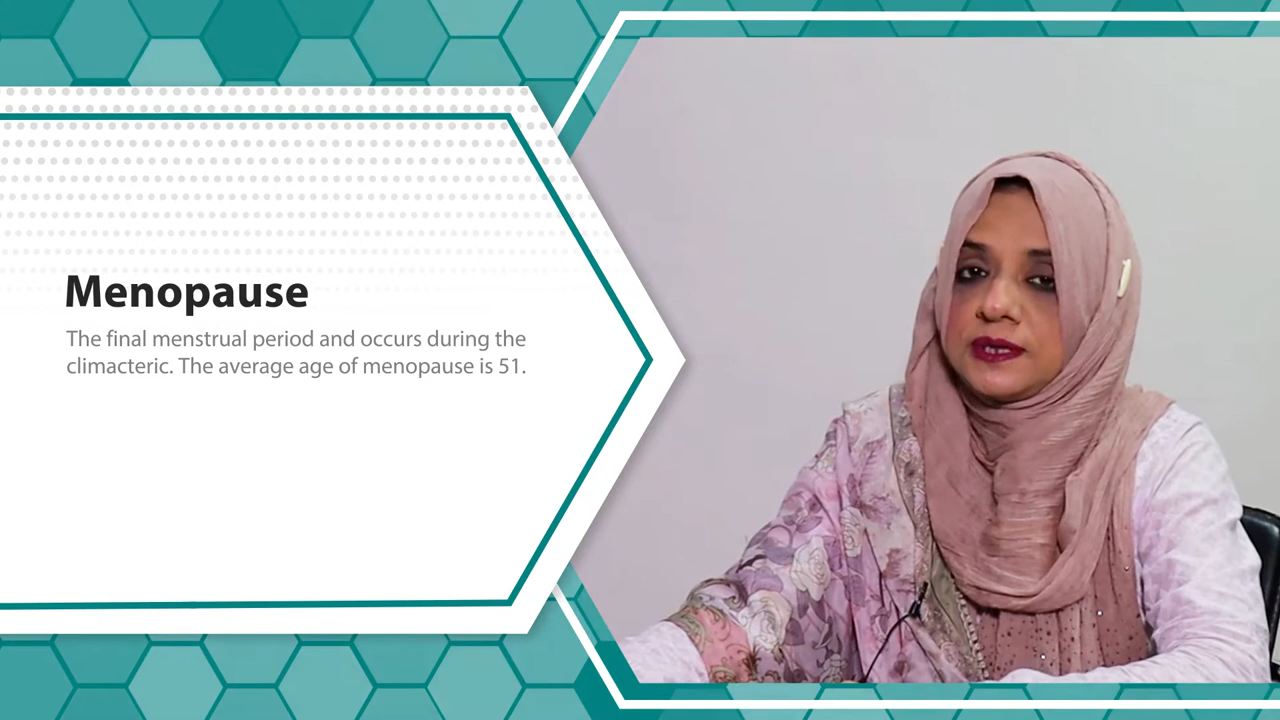 Menopause
The final menstrual period and occurs during the
climacteric. The average age of menopause is 51.